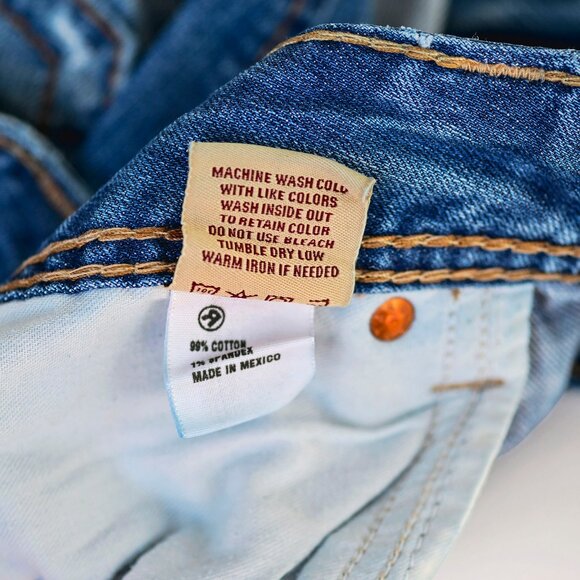 MACHINE WASH COLD
WITH LIKE COLORS
WASH INSIDE OUT
TO RETAIN COLOR
DO NOT USE BLEACH
TUMBLE DRY LOW
WARM IRON IF NEEDED
99% COTTON
1% SPANDEX
MADE IN MEXICO